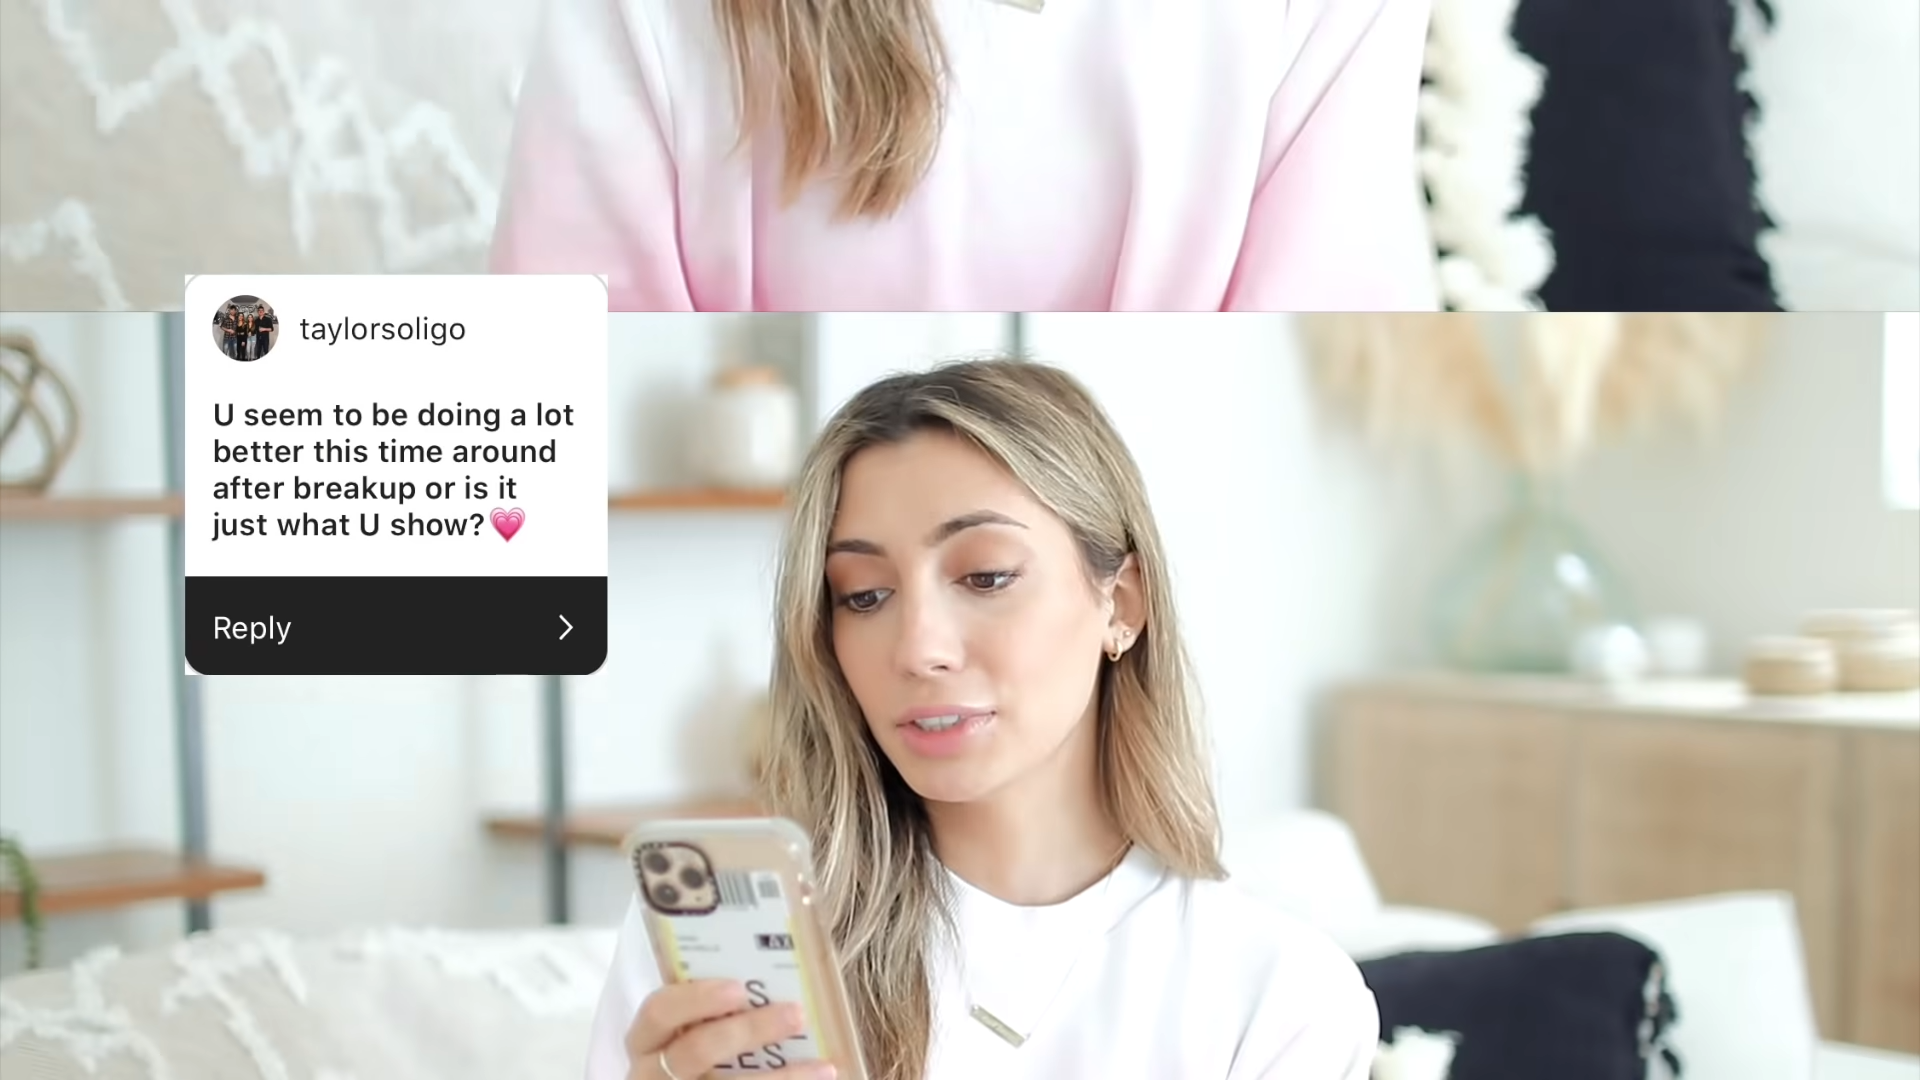 taylorsoligo
U seem to be doing a lot
better this time around
after breakup or is it
just what U show?💗
Reply
LAX